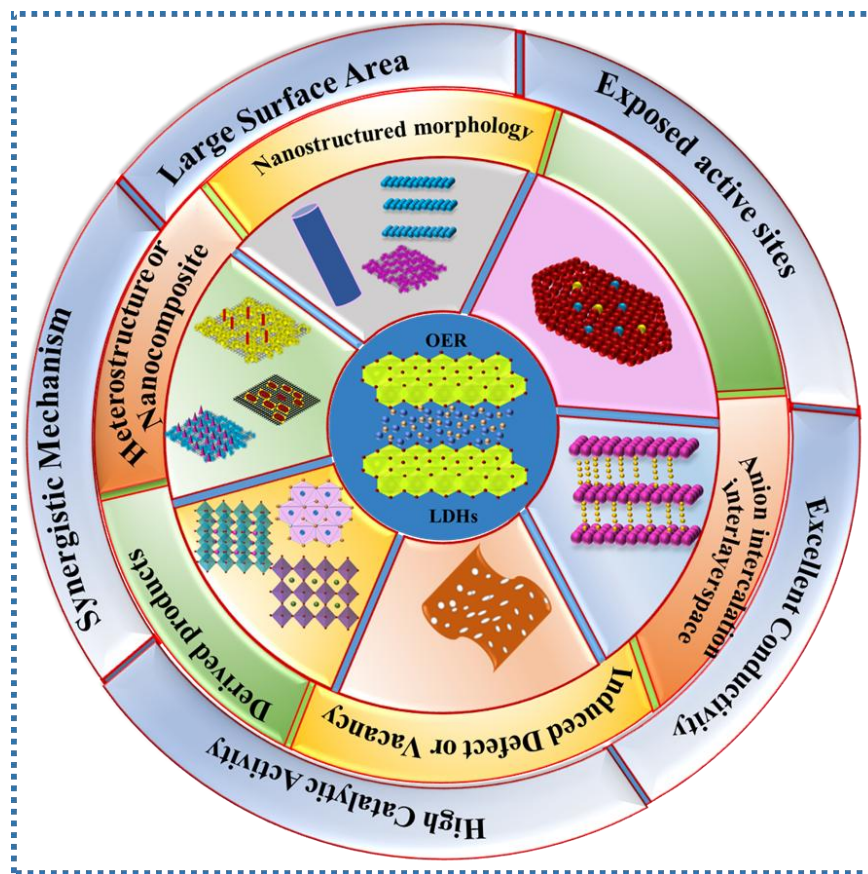 Large Surface Area
Exposed active sites
Excellent Conductivity
High Catalytic Activity
Synergistic Mechanism
Nanostructured morphology
Anion intercalation
interlayerspace
Induced Defect or Vacancy
Derived products
Heterostructure or
Nanocomposite
OER
LDHs